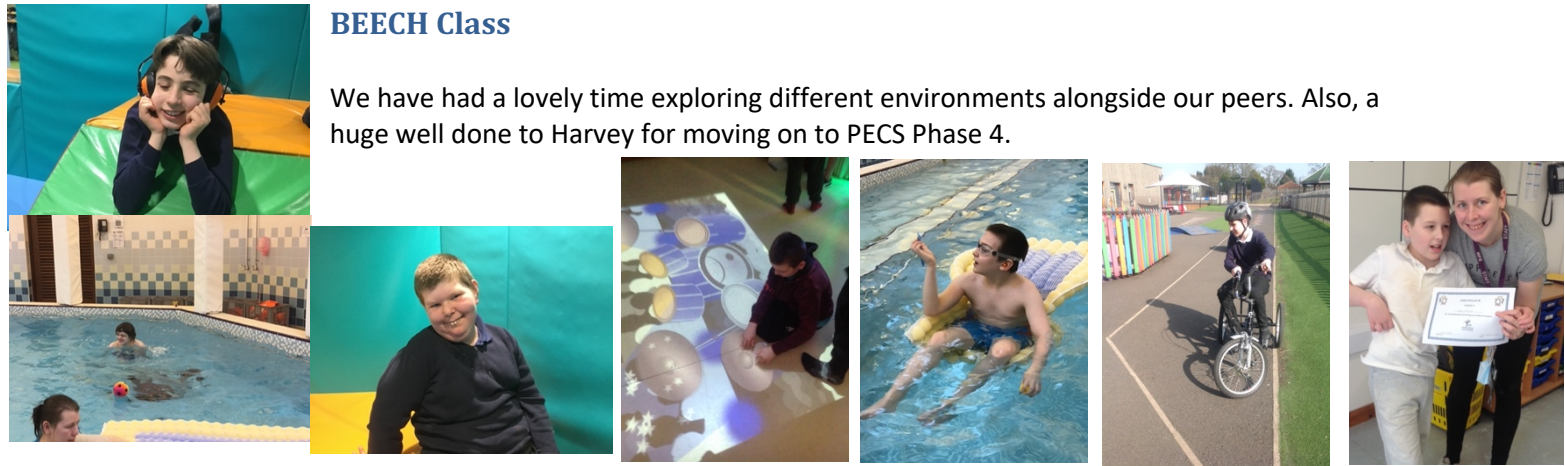 BEECH Class
We have had a lovely time exploring different environments alongside our peers. Also, a
huge well done to Harvey for moving on to PECS Phase 4.